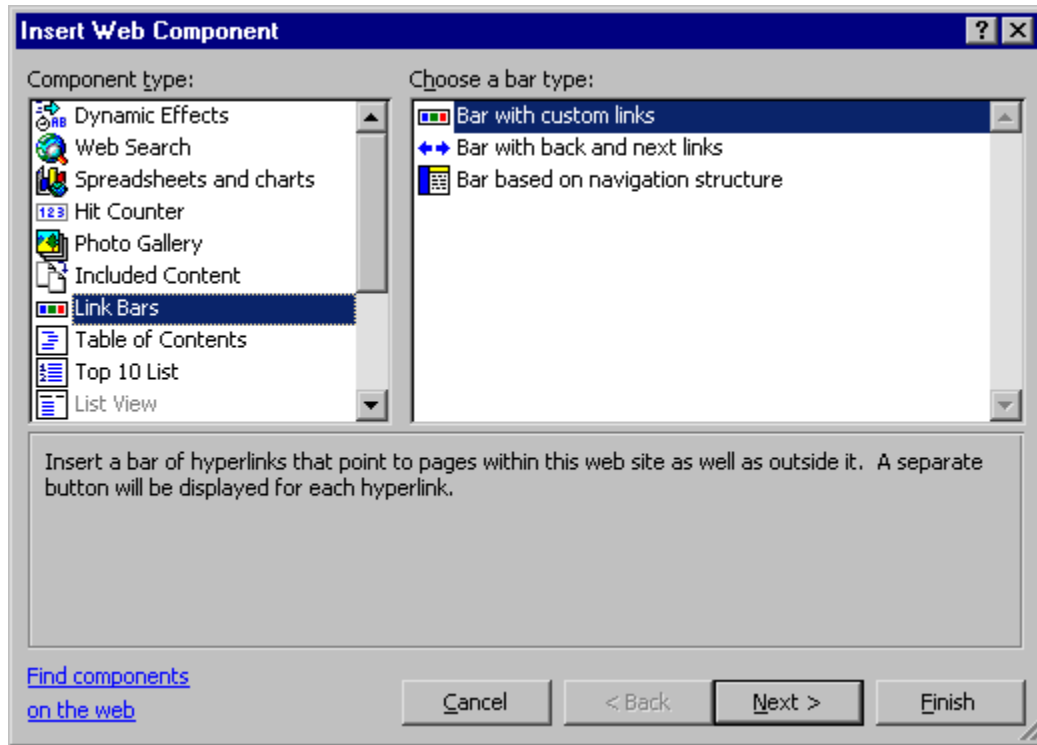 Insert Web Component
Component type:
Dynamic Effects
Web Search
Spreadsheets and charts
Hit Counter
Photo Gallery
Included Content
Link Bars
Table of Contents
Top 10 List
List View
Choose a bar type:
Bar with custom links
Bar with back and next links
Bar based on navigation structure
Insert a bar of hyperlinks that point to pages within this web site as well as outside it.  A separate
button will be displayed for each hyperlink.
Find components
on the web
Cancel
< Back
Next >
Finish